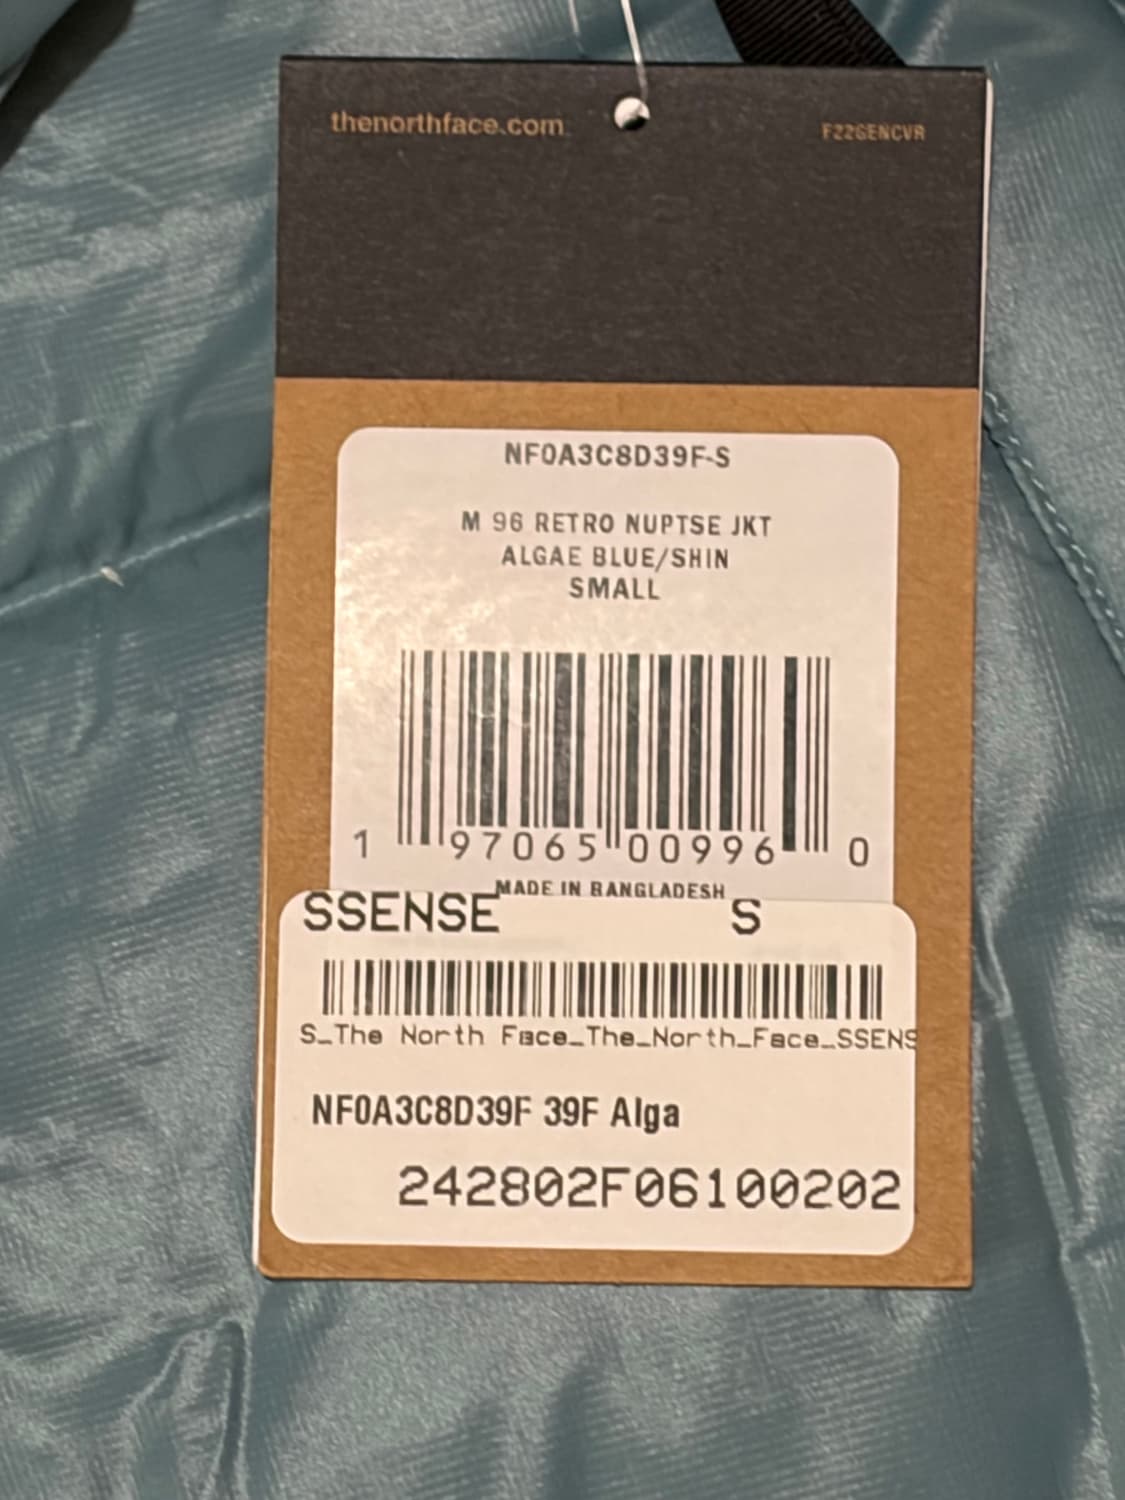 thenorthface.com
F22GENCVR
NF0A3C8D39F-S
M 96 RETRO NUPTSE JKT
ALGAE BLUE/SHIN
SMALL
1 97065 00996 0
MADE IN BANGLADESH
SSENSE S
S_The North Face_The_North_Face_SSENS
NF0A3C8D39F 39F Alga
242802F06100202